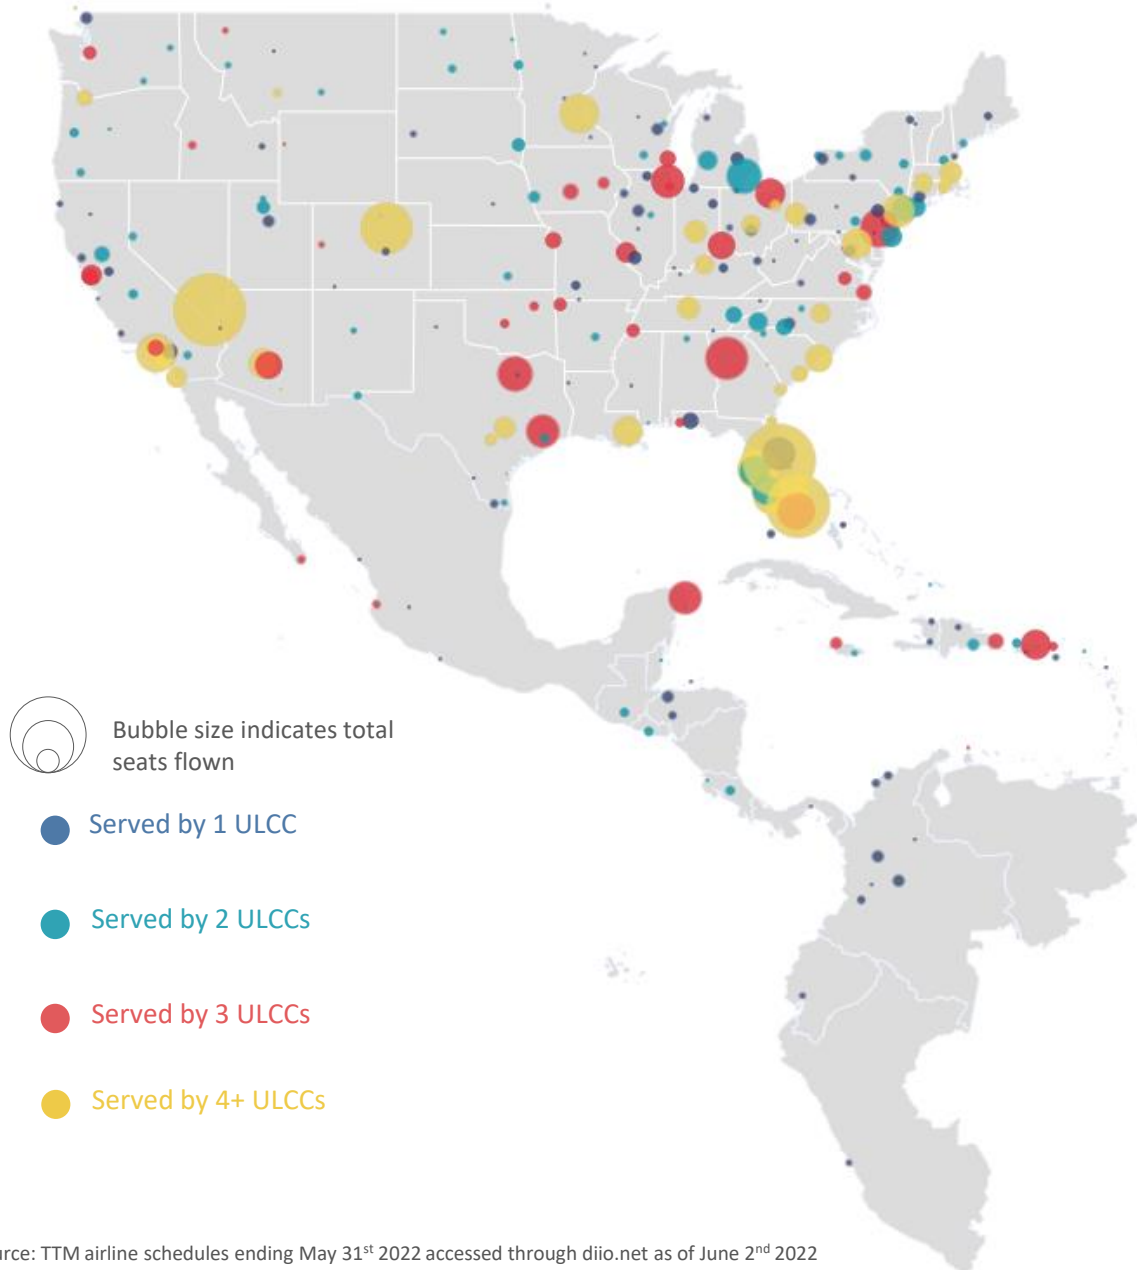 Bubble size indicates total
seats flown
Served by 1 ULCC
Served by 2 ULCCs
Served by 3 ULCCs
Served by 4+ ULCCs
urce: TTM airline schedules ending May 31st 2022 accessed through diio.net as of June 2nd 2022